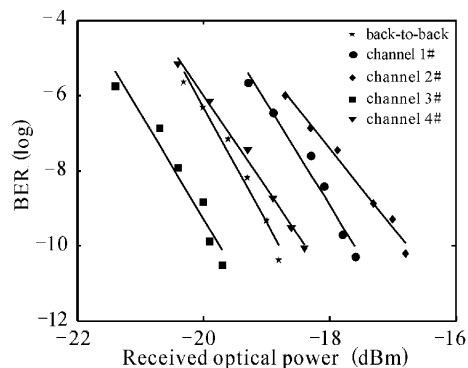 −4
−6
−8
−10
−12
BER (log)
back-to-back
channel 1#
channel 2#
channel 3#
channel 4#
−22
−20
−18
−16
Received optical power (dBm)